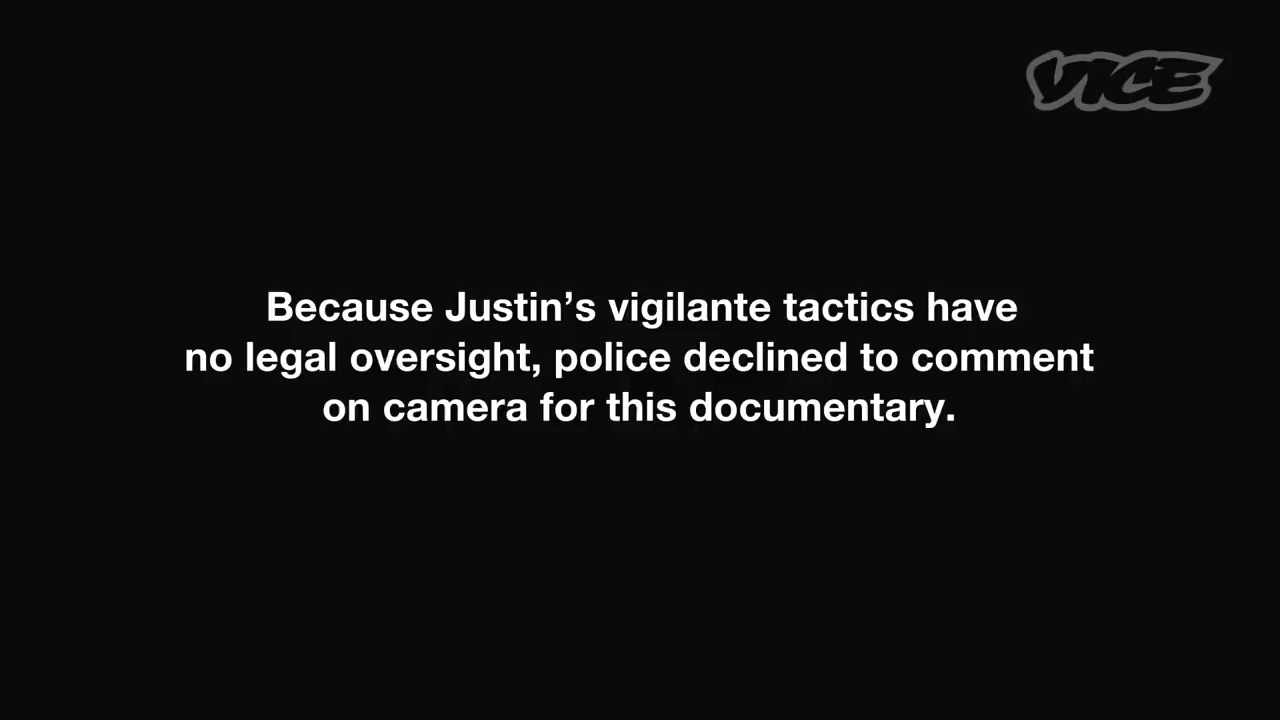 VICE
Because Justin’s vigilante tactics have
no legal oversight, police declined to comment
on camera for this documentary.